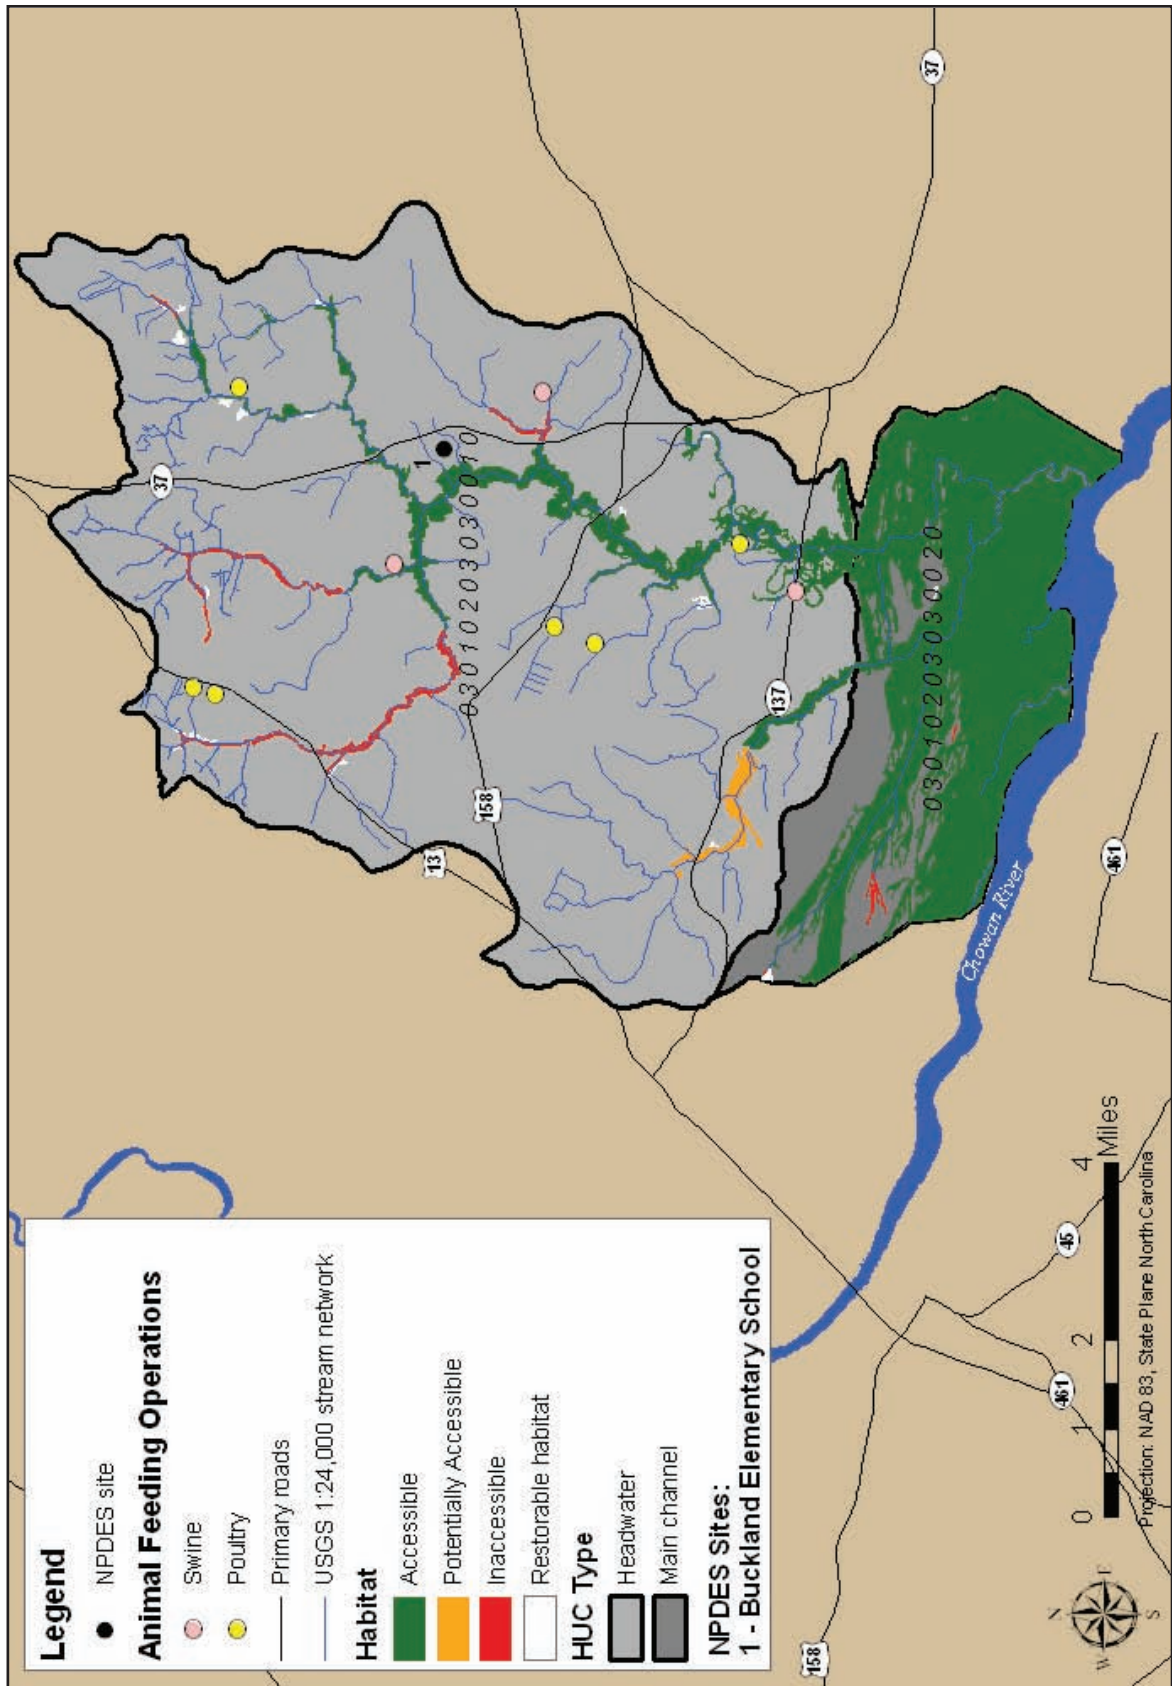 Legend
NPDES site
Animal Feeding Operations
Swine
Poultry
Primary roads
USGS 1:24,000 stream network
Habitat
Accessible
Potentially Accessible
Inaccessible
Restorable habitat
HUC Type
Headwater
Main channel
NPDES Sites:
1 - Buckland Elementary School
37
37
13
158
137
1
03010203030010
03010203030020
Chowan River
461
45
461
158
N
W
E
S
0 1 2 4
Miles
Projection: NAD 83, State Plane North Carolina